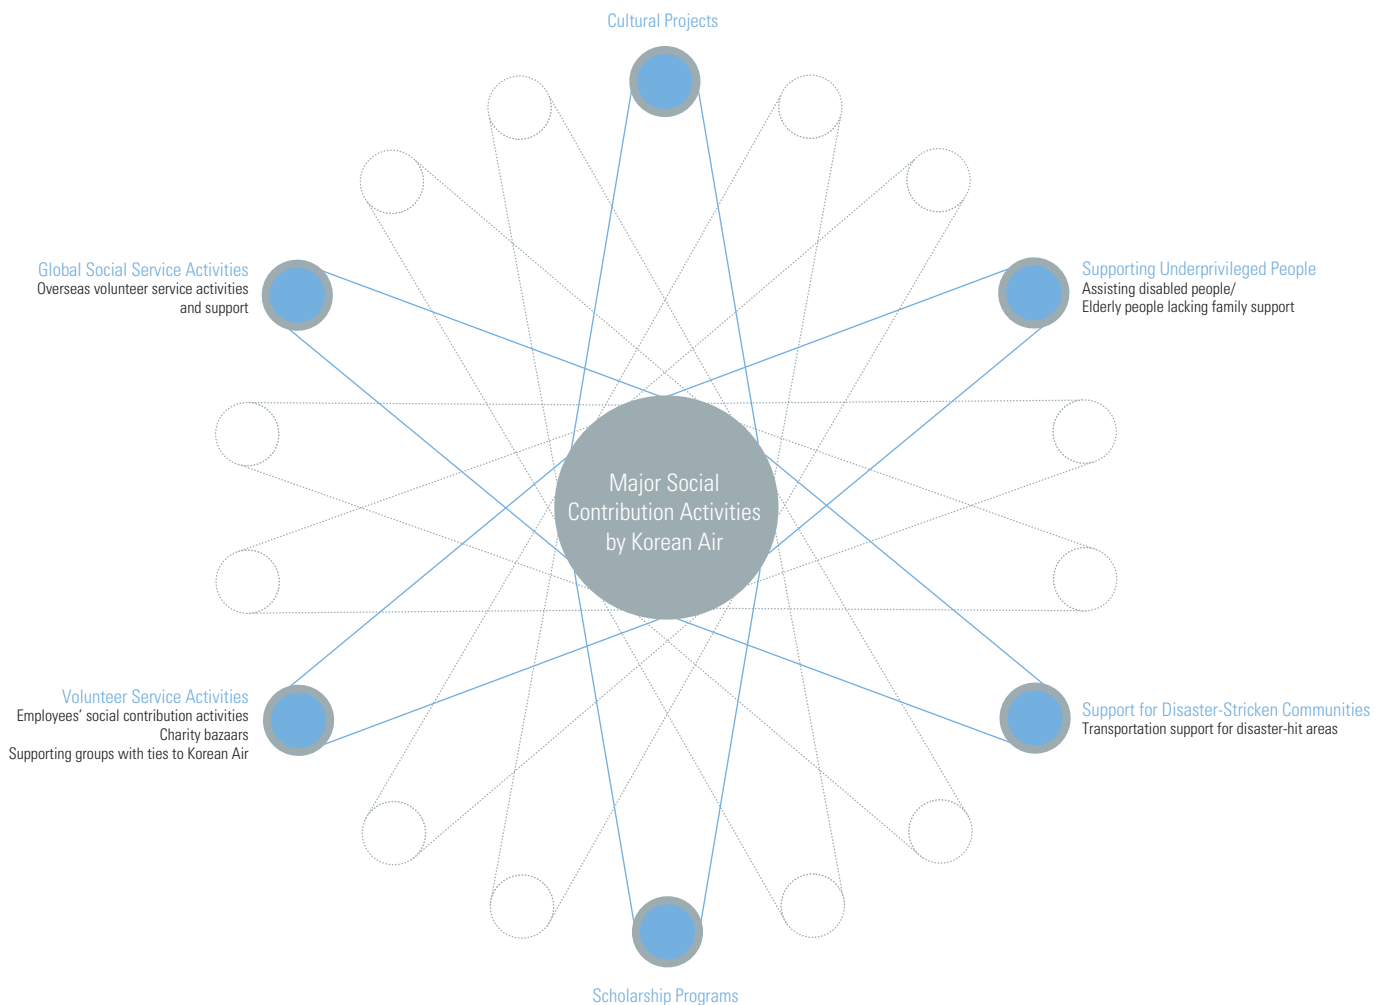 Cultural Projects
Global Social Service Activities
Overseas volunteer service activities
and support
Supporting Underprivileged People
Assisting disabled people/
Elderly people lacking family support
Major Social
Contribution Activities
by Korean Air
Volunteer Service Activities
Employees’ social contribution activities
Charity bazaars
Supporting groups with ties to Korean Air
Support for Disaster-Stricken Communities
Transportation support for disaster-hit areas
Scholarship Programs